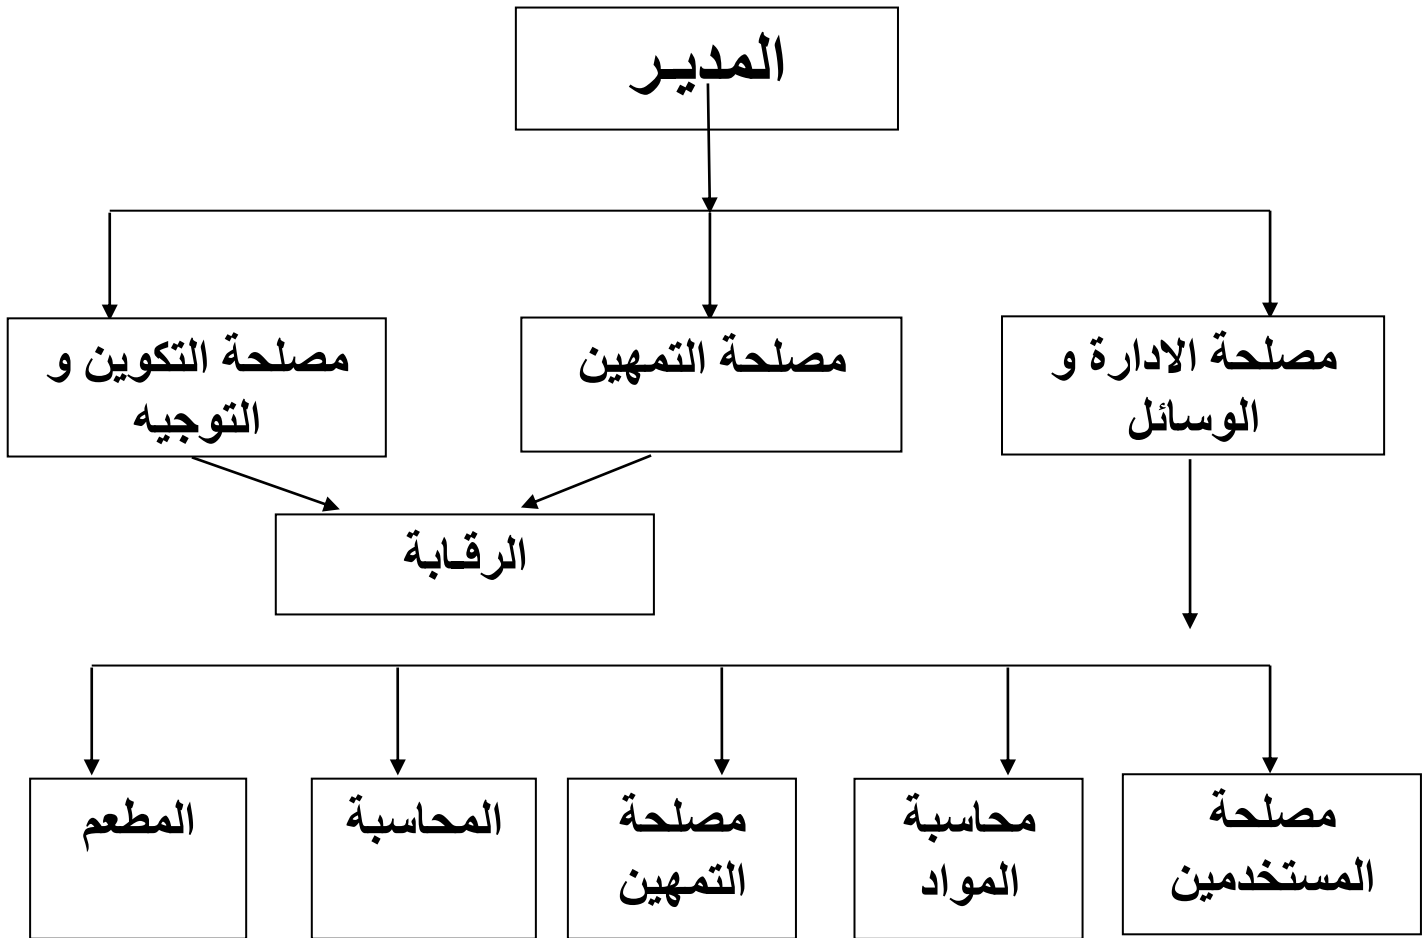 المديـر
مصلحة الادارة و
الوسائل
مصلحة التمهين
مصلحة التكوين و
التوجيه
الرقـابة
مصلحة
المستخدمين
محاسبة
المواد
مصلحة
التمهين
المحاسبة
المطعم